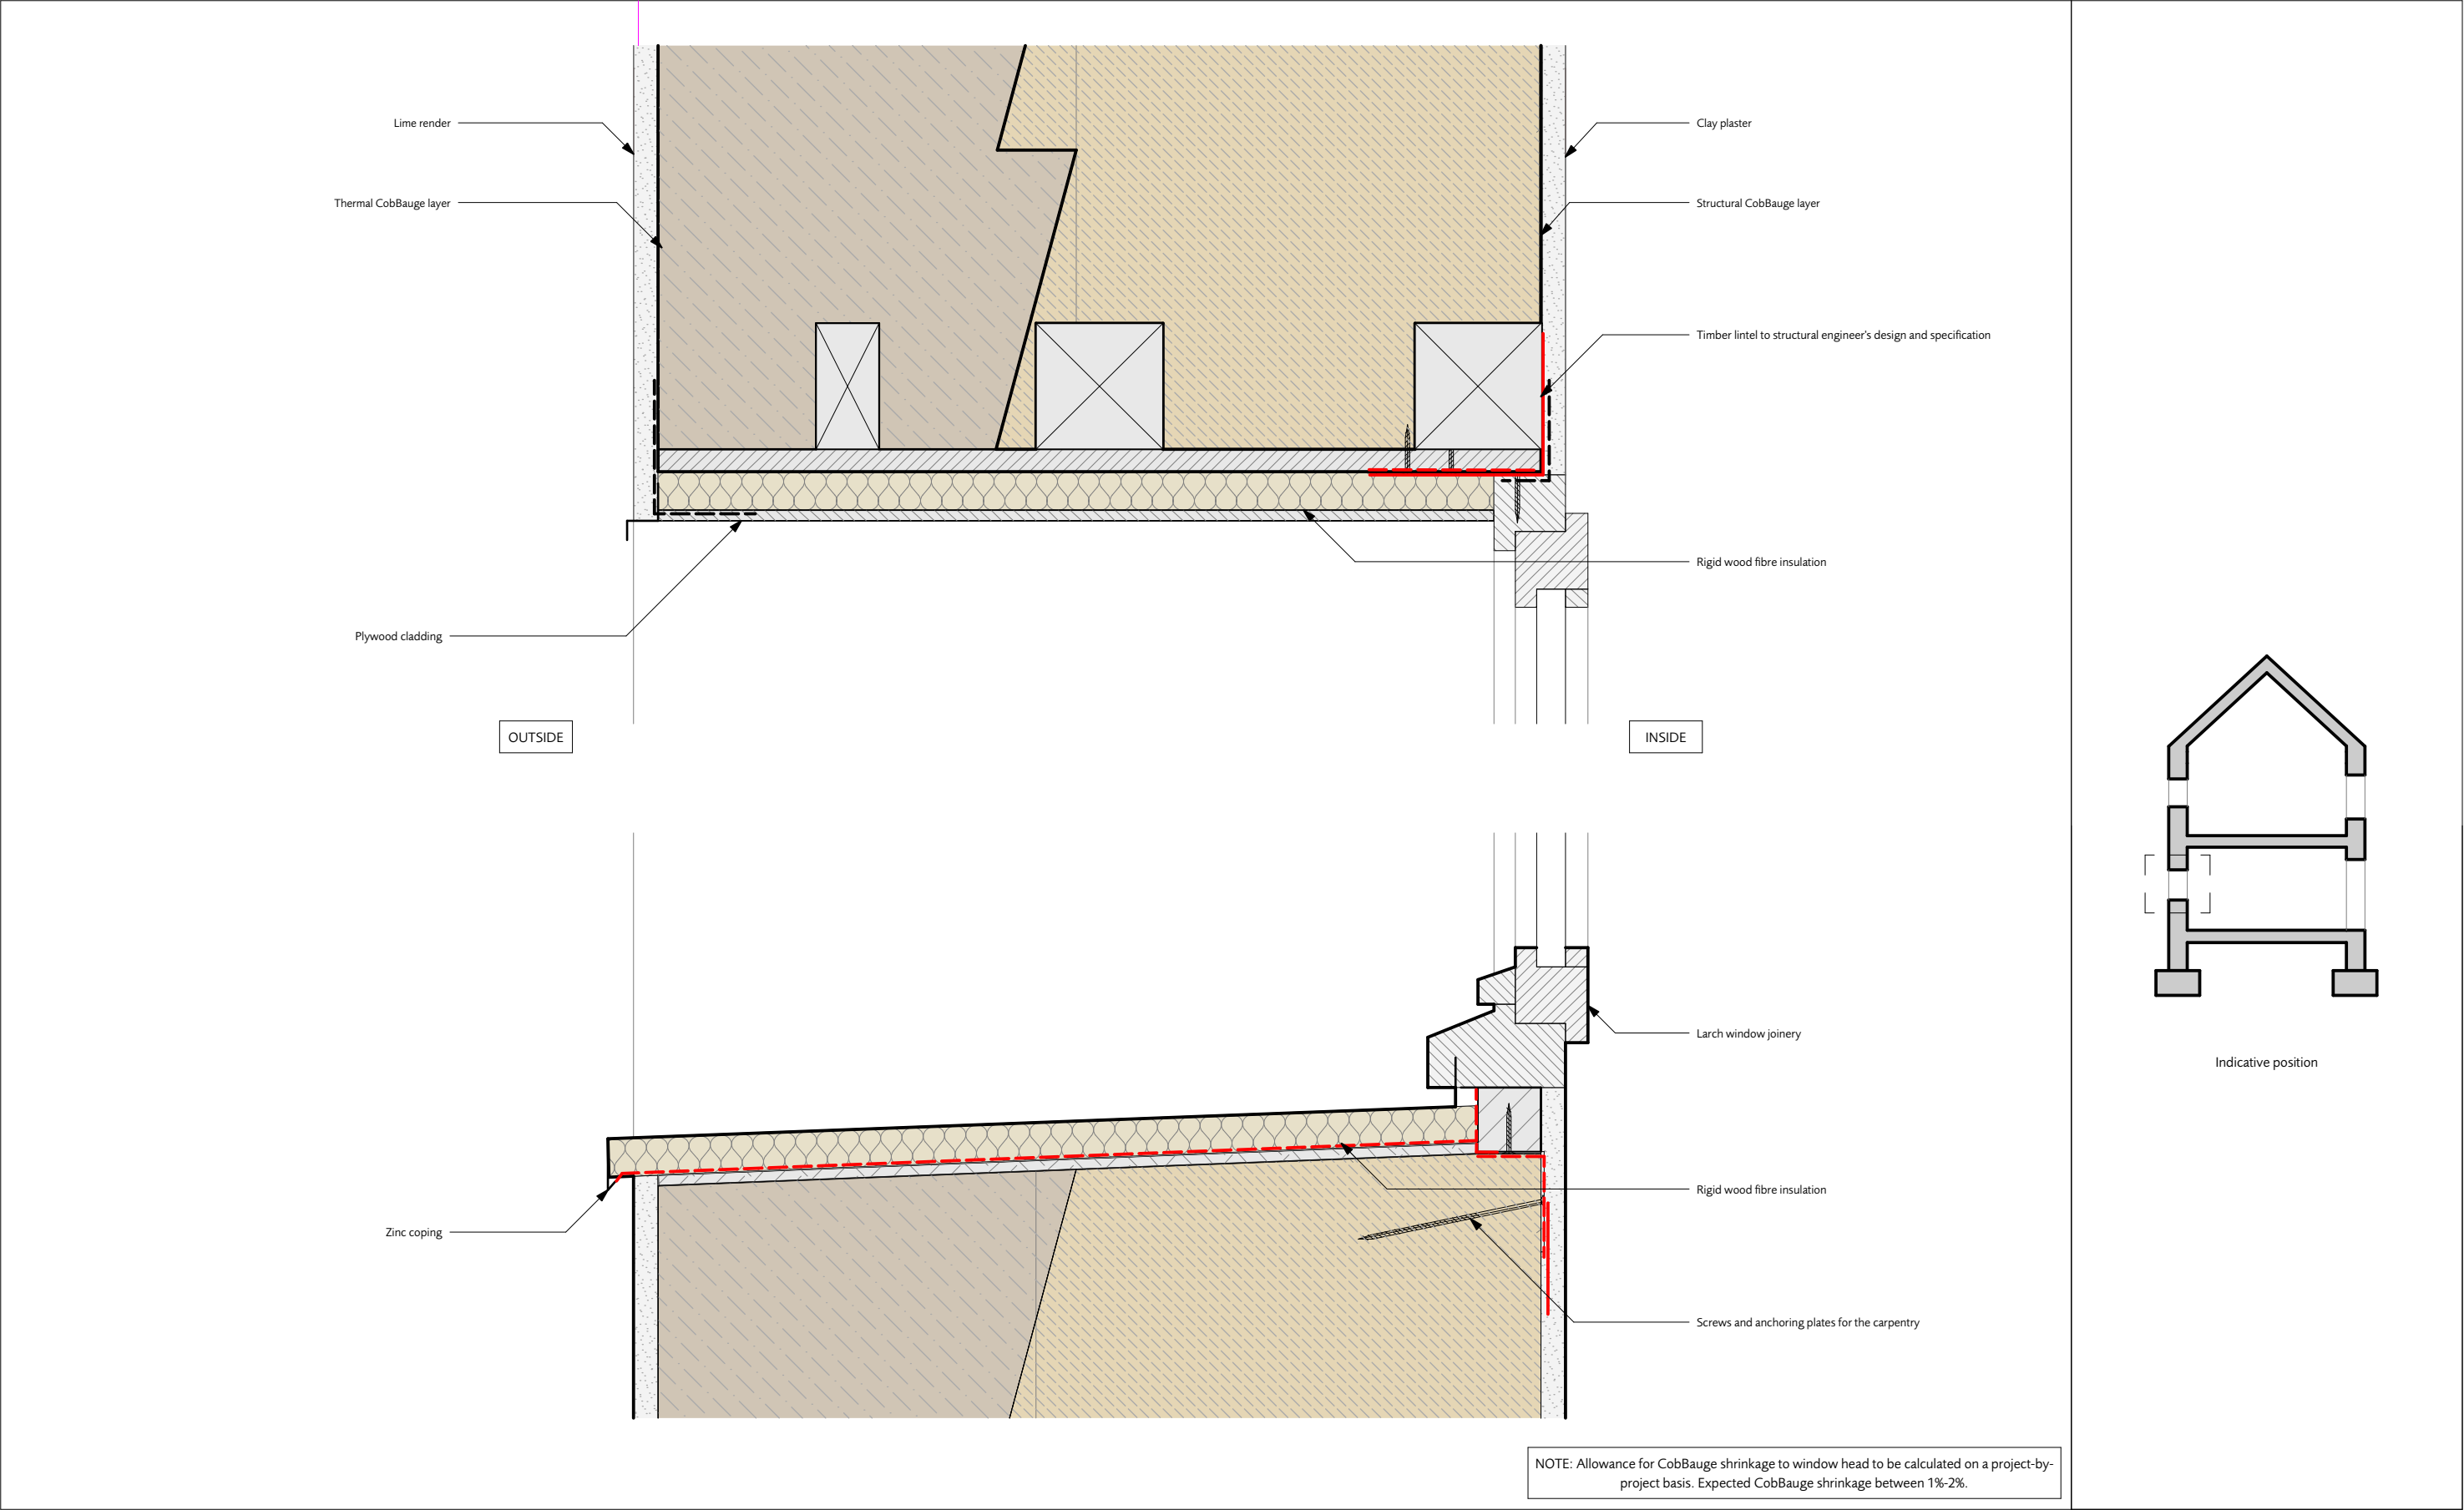 Lime render
Clay plaster
Thermal CobBauge layer
Structural CobBauge layer
Timber lintel to structural engineer's design and specification
Rigid wood fibre insulation
Plywood cladding
OUTSIDE
INSIDE
Larch window joinery
Indicative position
Rigid wood fibre insulation
Zinc coping
Screws and anchoring plates for the carpentry
NOTE: Allowance for CobBauge shrinkage to window head to be calculated on a project-by-
project basis. Expected CobBauge shrinkage between 1%-2%.